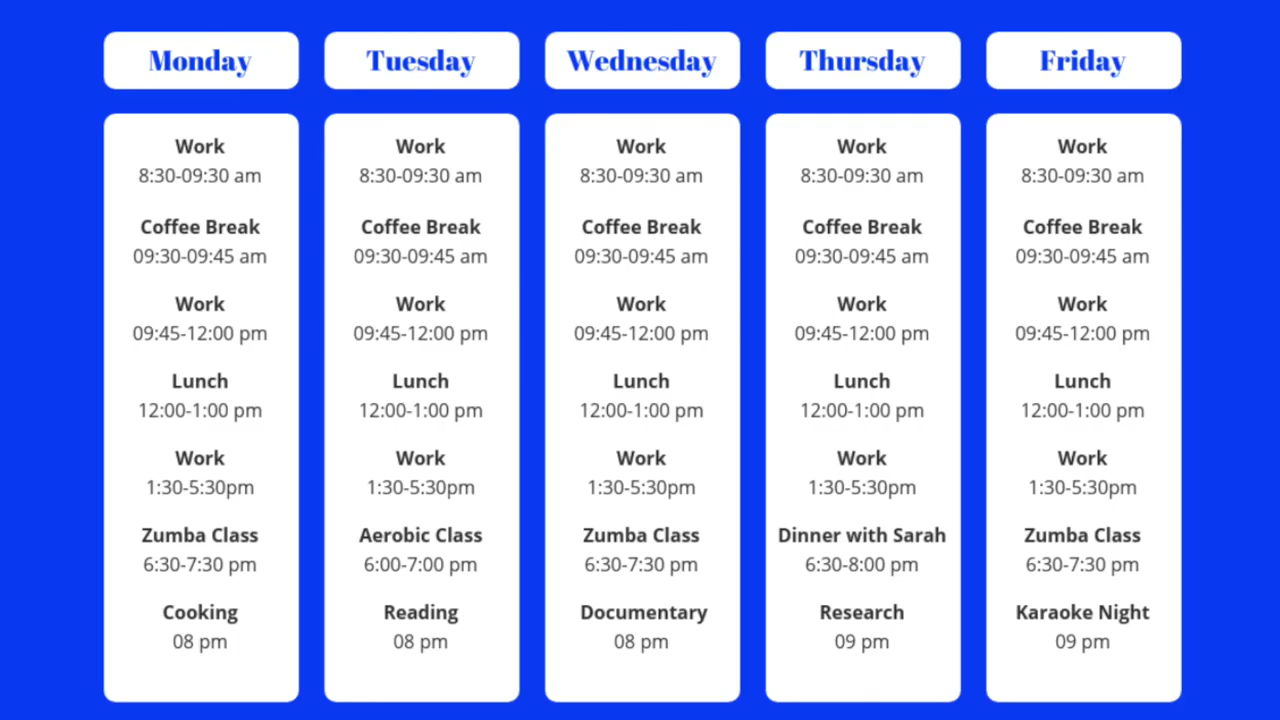 Monday
Work
8:30-09:30 am
Coffee Break
09:30-09:45 am
Work
09:45-12:00 pm
Lunch
12:00-1:00 pm
Work
1:30-5:30pm
Zumba Class
6:30-7:30 pm
Cooking
08 pm
Tuesday
Work
8:30-09:30 am
Coffee Break
09:30-09:45 am
Work
09:45-12:00 pm
Lunch
12:00-1:00 pm
Work
1:30-5:30pm
Aerobic Class
6:00-7:00 pm
Reading
08 pm
Wednesday
Work
8:30-09:30 am
Coffee Break
09:30-09:45 am
Work
09:45-12:00 pm
Lunch
12:00-1:00 pm
Work
1:30-5:30pm
Zumba Class
6:30-7:30 pm
Documentary
08 pm
Thursday
Work
8:30-09:30 am
Coffee Break
09:30-09:45 am
Work
09:45-12:00 pm
Lunch
12:00-1:00 pm
Work
1:30-5:30pm
Dinner with Sarah
6:30-8:00 pm
Research
09 pm
Friday
Work
8:30-09:30 am
Coffee Break
09:30-09:45 am
Work
09:45-12:00 pm
Lunch
12:00-1:00 pm
Work
1:30-5:30pm
Zumba Class
6:30-7:30 pm
Karaoke Night
09 pm